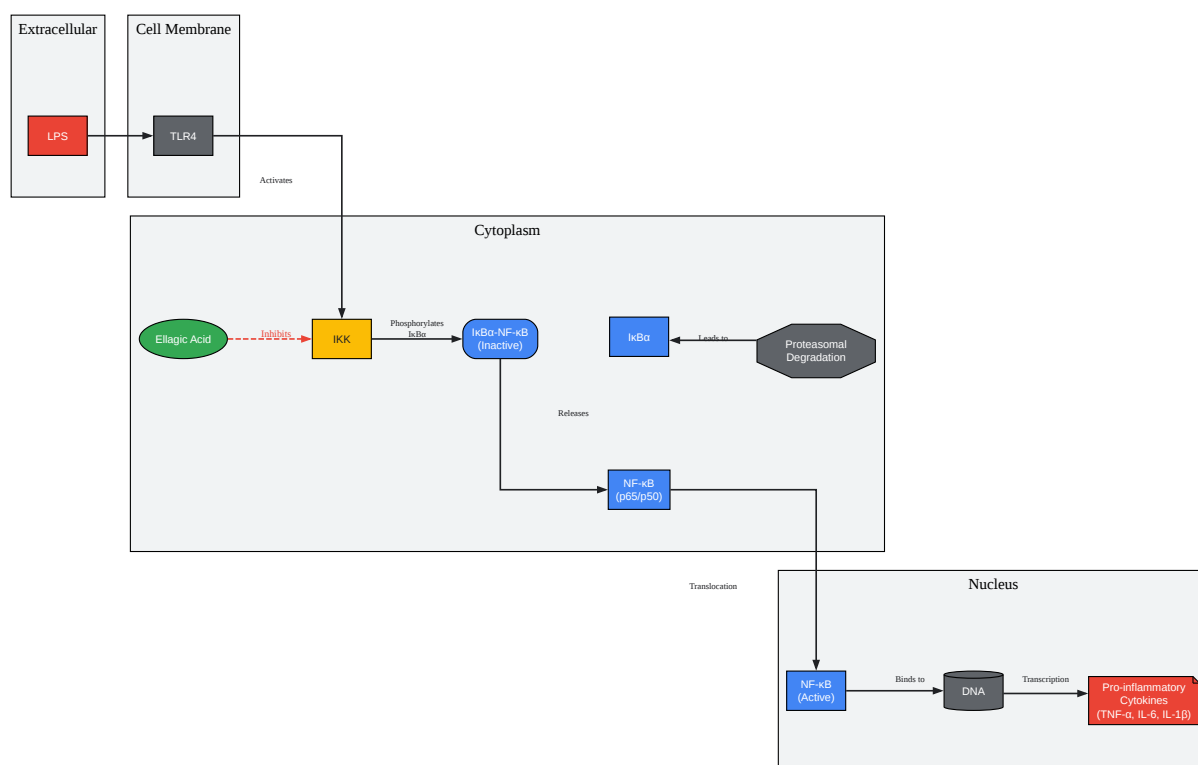 Extracellular
Cell Membrane
LPS
TLR4
Activates
Cytoplasm
Ellagic Acid
Inhibits
IKK
Phosphorylates
IκBα
IκBα-NF-κB
(Inactive)
IκBα
Leads to
Proteasomal
Degradation
Releases
NF-κB
(p65/p50)
Translocation
Nucleus
NF-κB
(Active)
Binds to
DNA
Transcription
Pro-inflammatory
Cytokines
(TNF-α, IL-6, IL-1β)